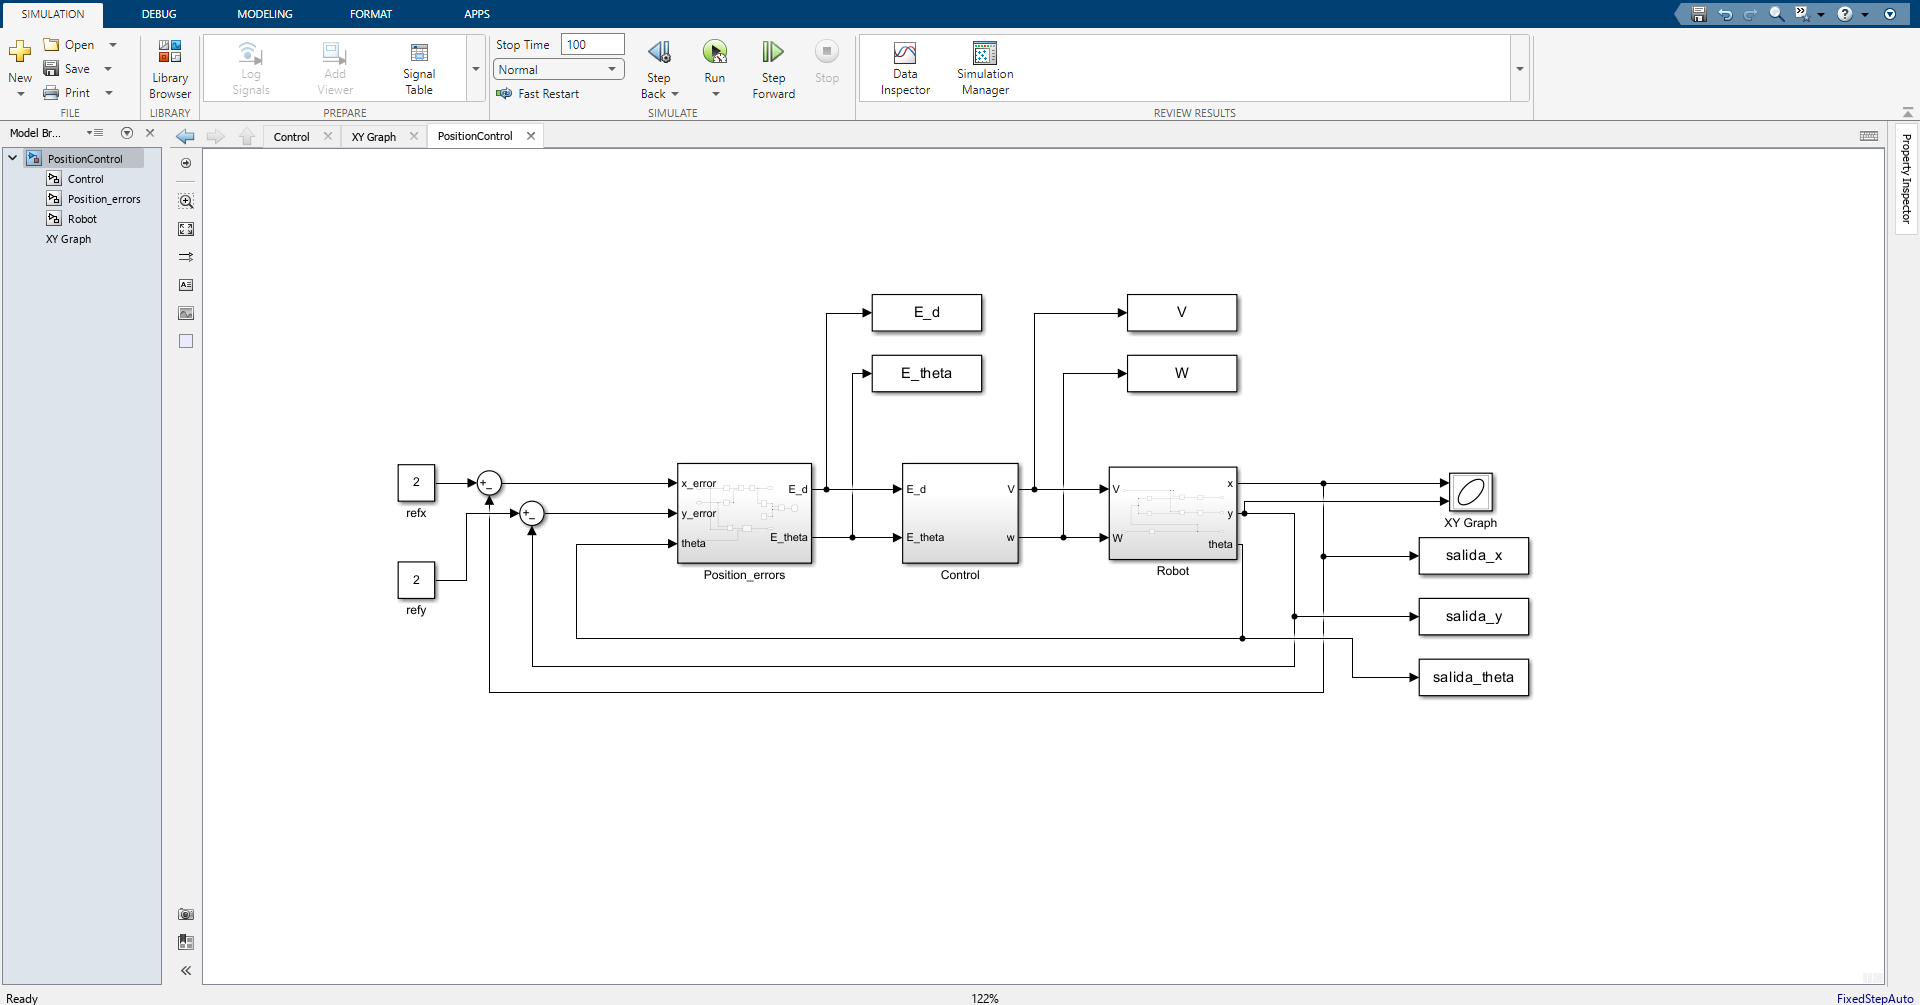 SIMULATION DEBUG MODELING FORMAT APPS
New
Open
Save
Print
FILE
Library
Browser
LIBRARY
Log
Signals
Add
Viewer
Signal
Table
PREPARE
Stop Time 100
Normal
Fast Restart
Step
Back
Run
Step
Forward
Stop
SIMULATE
Data
Inspector
Simulation
Manager
REVIEW RESULTS
Model Br...
Control XY Graph PositionControl
PositionControl
Control
Position_errors
Robot
XY Graph
Property Inspector
E_d
E_theta
V
W
2
refx
2
refy
+
_
+
_
x_error
y_error
theta
E_d
E_theta
Position_errors
E_d
E_theta
V
w
Control
V
W
x
y
theta
Robot
XY Graph
salida_x
salida_y
salida_theta
Ready
122%
FixedStepAuto